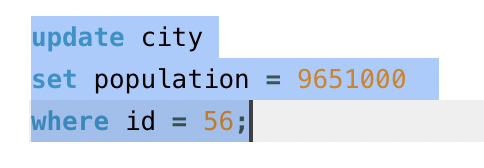 update city
set population = 9651000
where id = 56;